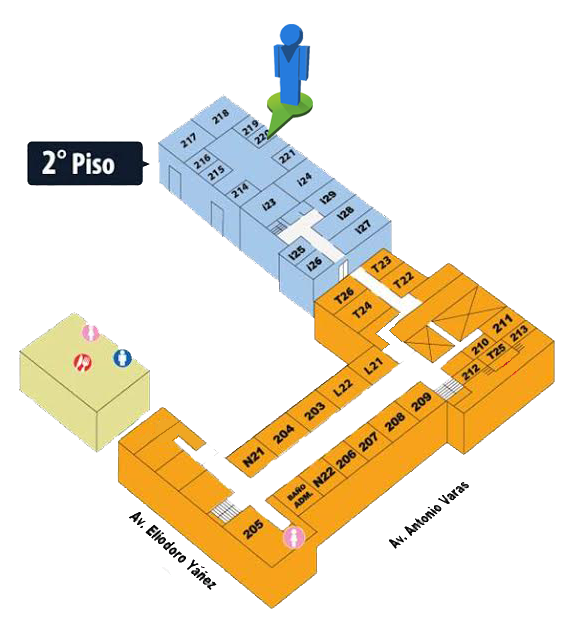 2° Piso
218
219
220
217
221
216
215
214
I24
I23
I29
I28
I27
I25
I26
T23
T22
T26
T24
211
213
210
T25
212
L21
L22
203
204
N21
209
208
207
206
N22
BAÑO
ADM.
205
Av. Eliodoro Yáñez
Av. Antonio Varas